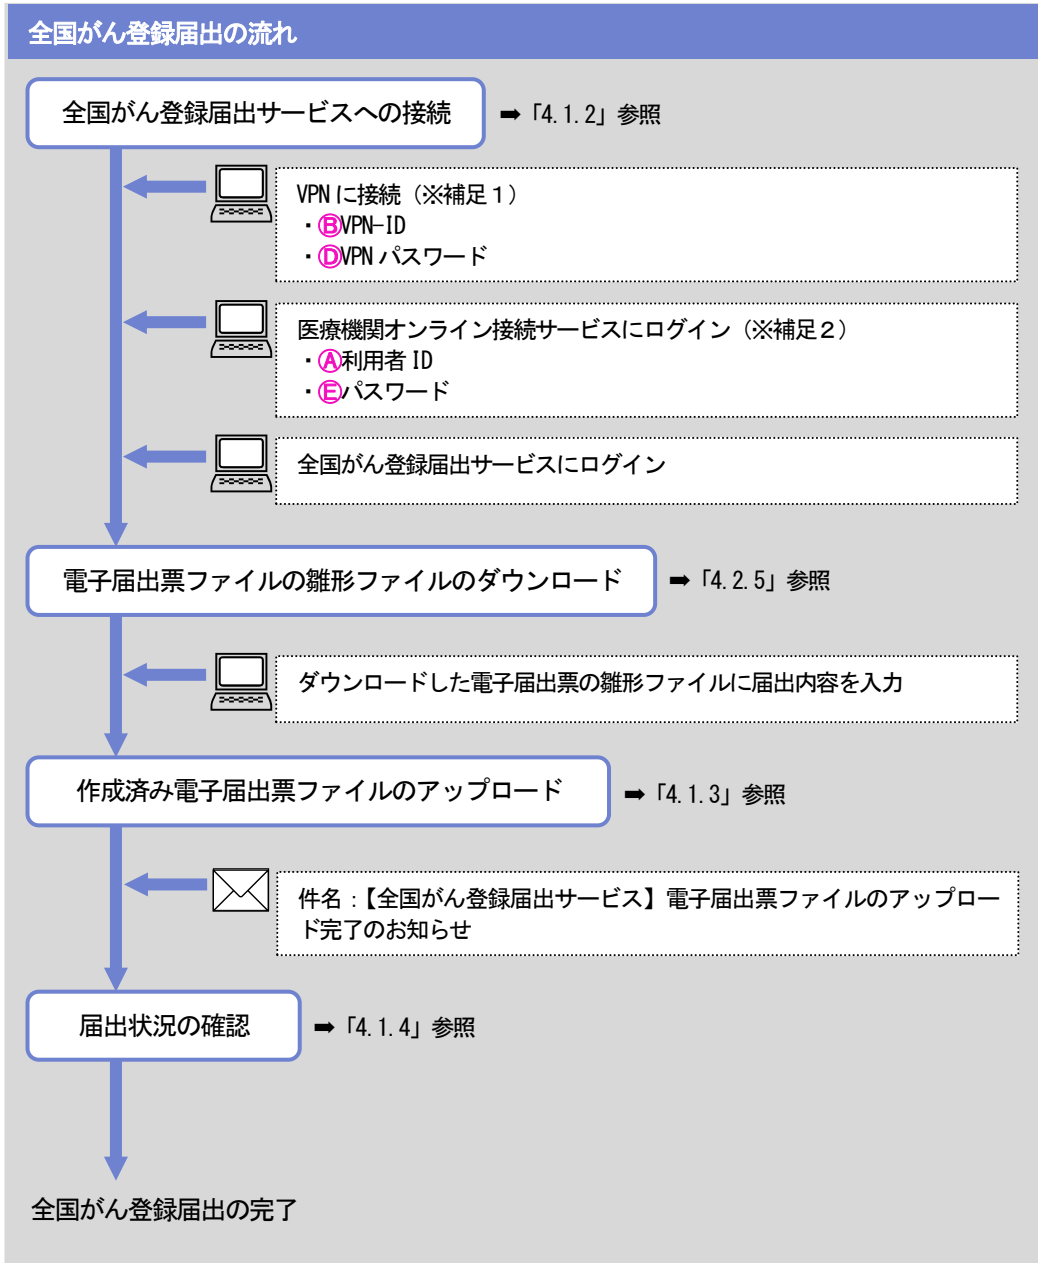 全国がん登録届出の流れ
全国がん登録届出サービスへの接続
➡「4.1.2」参照
VPNに接続（※補足１）
・ⒷVPN-ID
・ⒹVPNパスワード
医療機関オンライン接続サービスにログイン（※補足２）
・Ⓐ利用者ID
・Ⓔパスワード
全国がん登録届出サービスにログイン
電子届出票ファイルの雛形ファイルのダウンロード
➡「4.2.5」参照
ダウンロードした電子届出票の雛形ファイルに届出内容を入力
作成済み電子届出票ファイルのアップロード
➡「4.1.3」参照
件名：【全国がん登録届出サービス】電子届出票ファイルのアップロー
ド完了のお知らせ
届出状況の確認
➡「4.1.4」参照
全国がん登録届出の完了